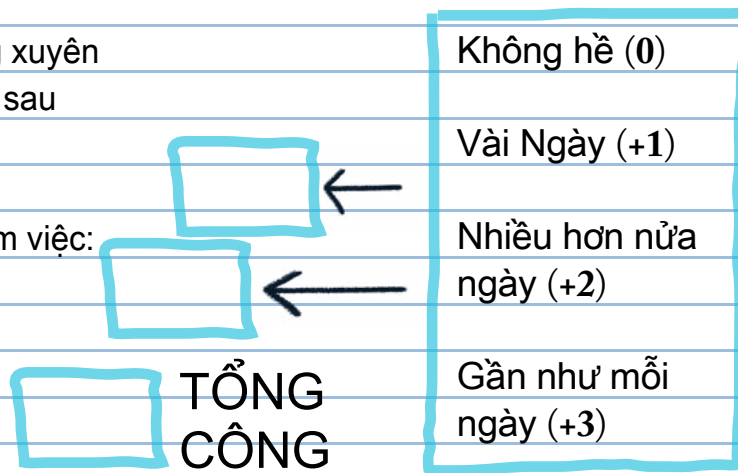 xuyên
sau
việc:
TỔNG
CÔNG
Không hề (0)
Vài Ngày (+1)
Nhiều hơn nửa
ngày (+2)
Gần như mỗi
ngày (+3)